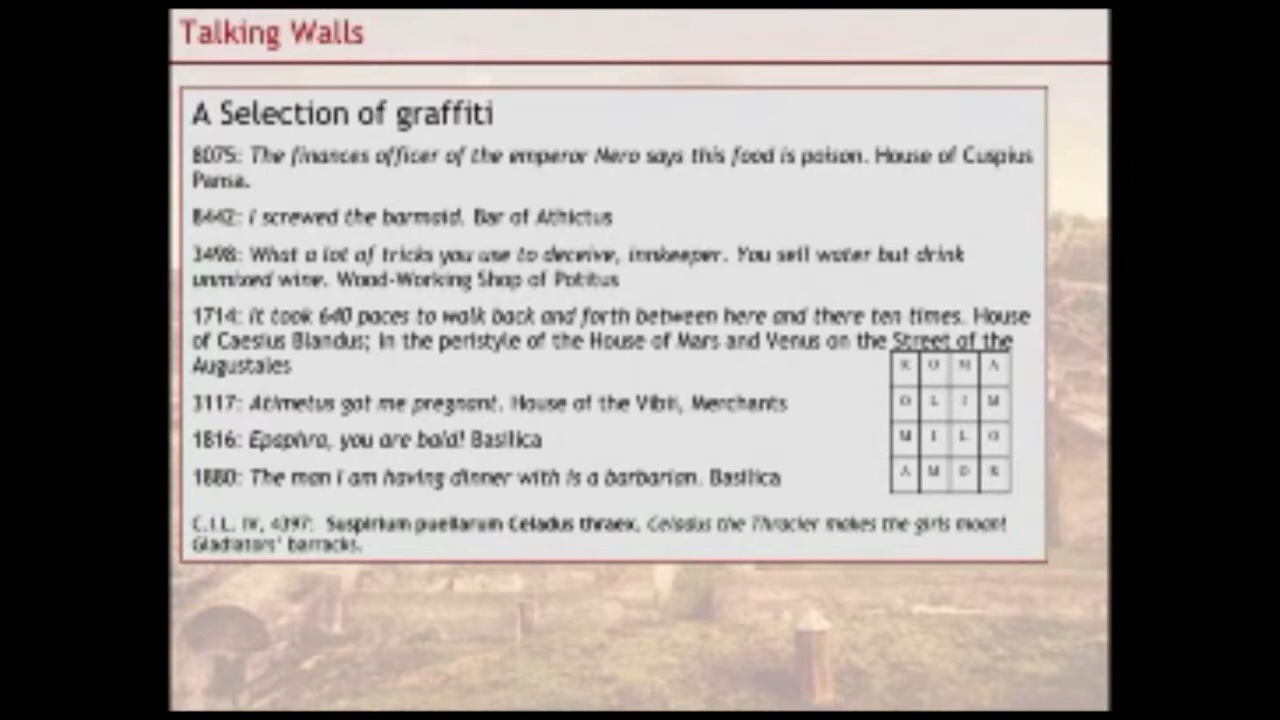 Talking Walls
A Selection of graffiti
8075: The finances officer of the emperor Nero says this food is poison. House of Cuspius
Pansa.
8442: I screwed the barmaid. Bar of Athictus
3498: What a lot of tricks you use to deceive, innkeeper. You sell water but drink
unmixed wine. Wood-Working Shop of Potitus
1714: It took 640 paces to walk back and forth between here and there ten times. House
of Caesius Blandus; in the peristyle of the House of Mars and Venus on the Street of the
Augustales
R O M A
O L I M
M I L O
A M O R
3117: Atimetus got me pregnant. House of the Vibii, Merchants
1816: Epaphra, you are bald! Basilica
1880: The man I am having dinner with is a barbarian. Basilica
C.I.L. IV, 4397: Suspirium puellarum Celadus thraex. Celadus the Thracier makes the girls moan!
Gladiators' barracks.